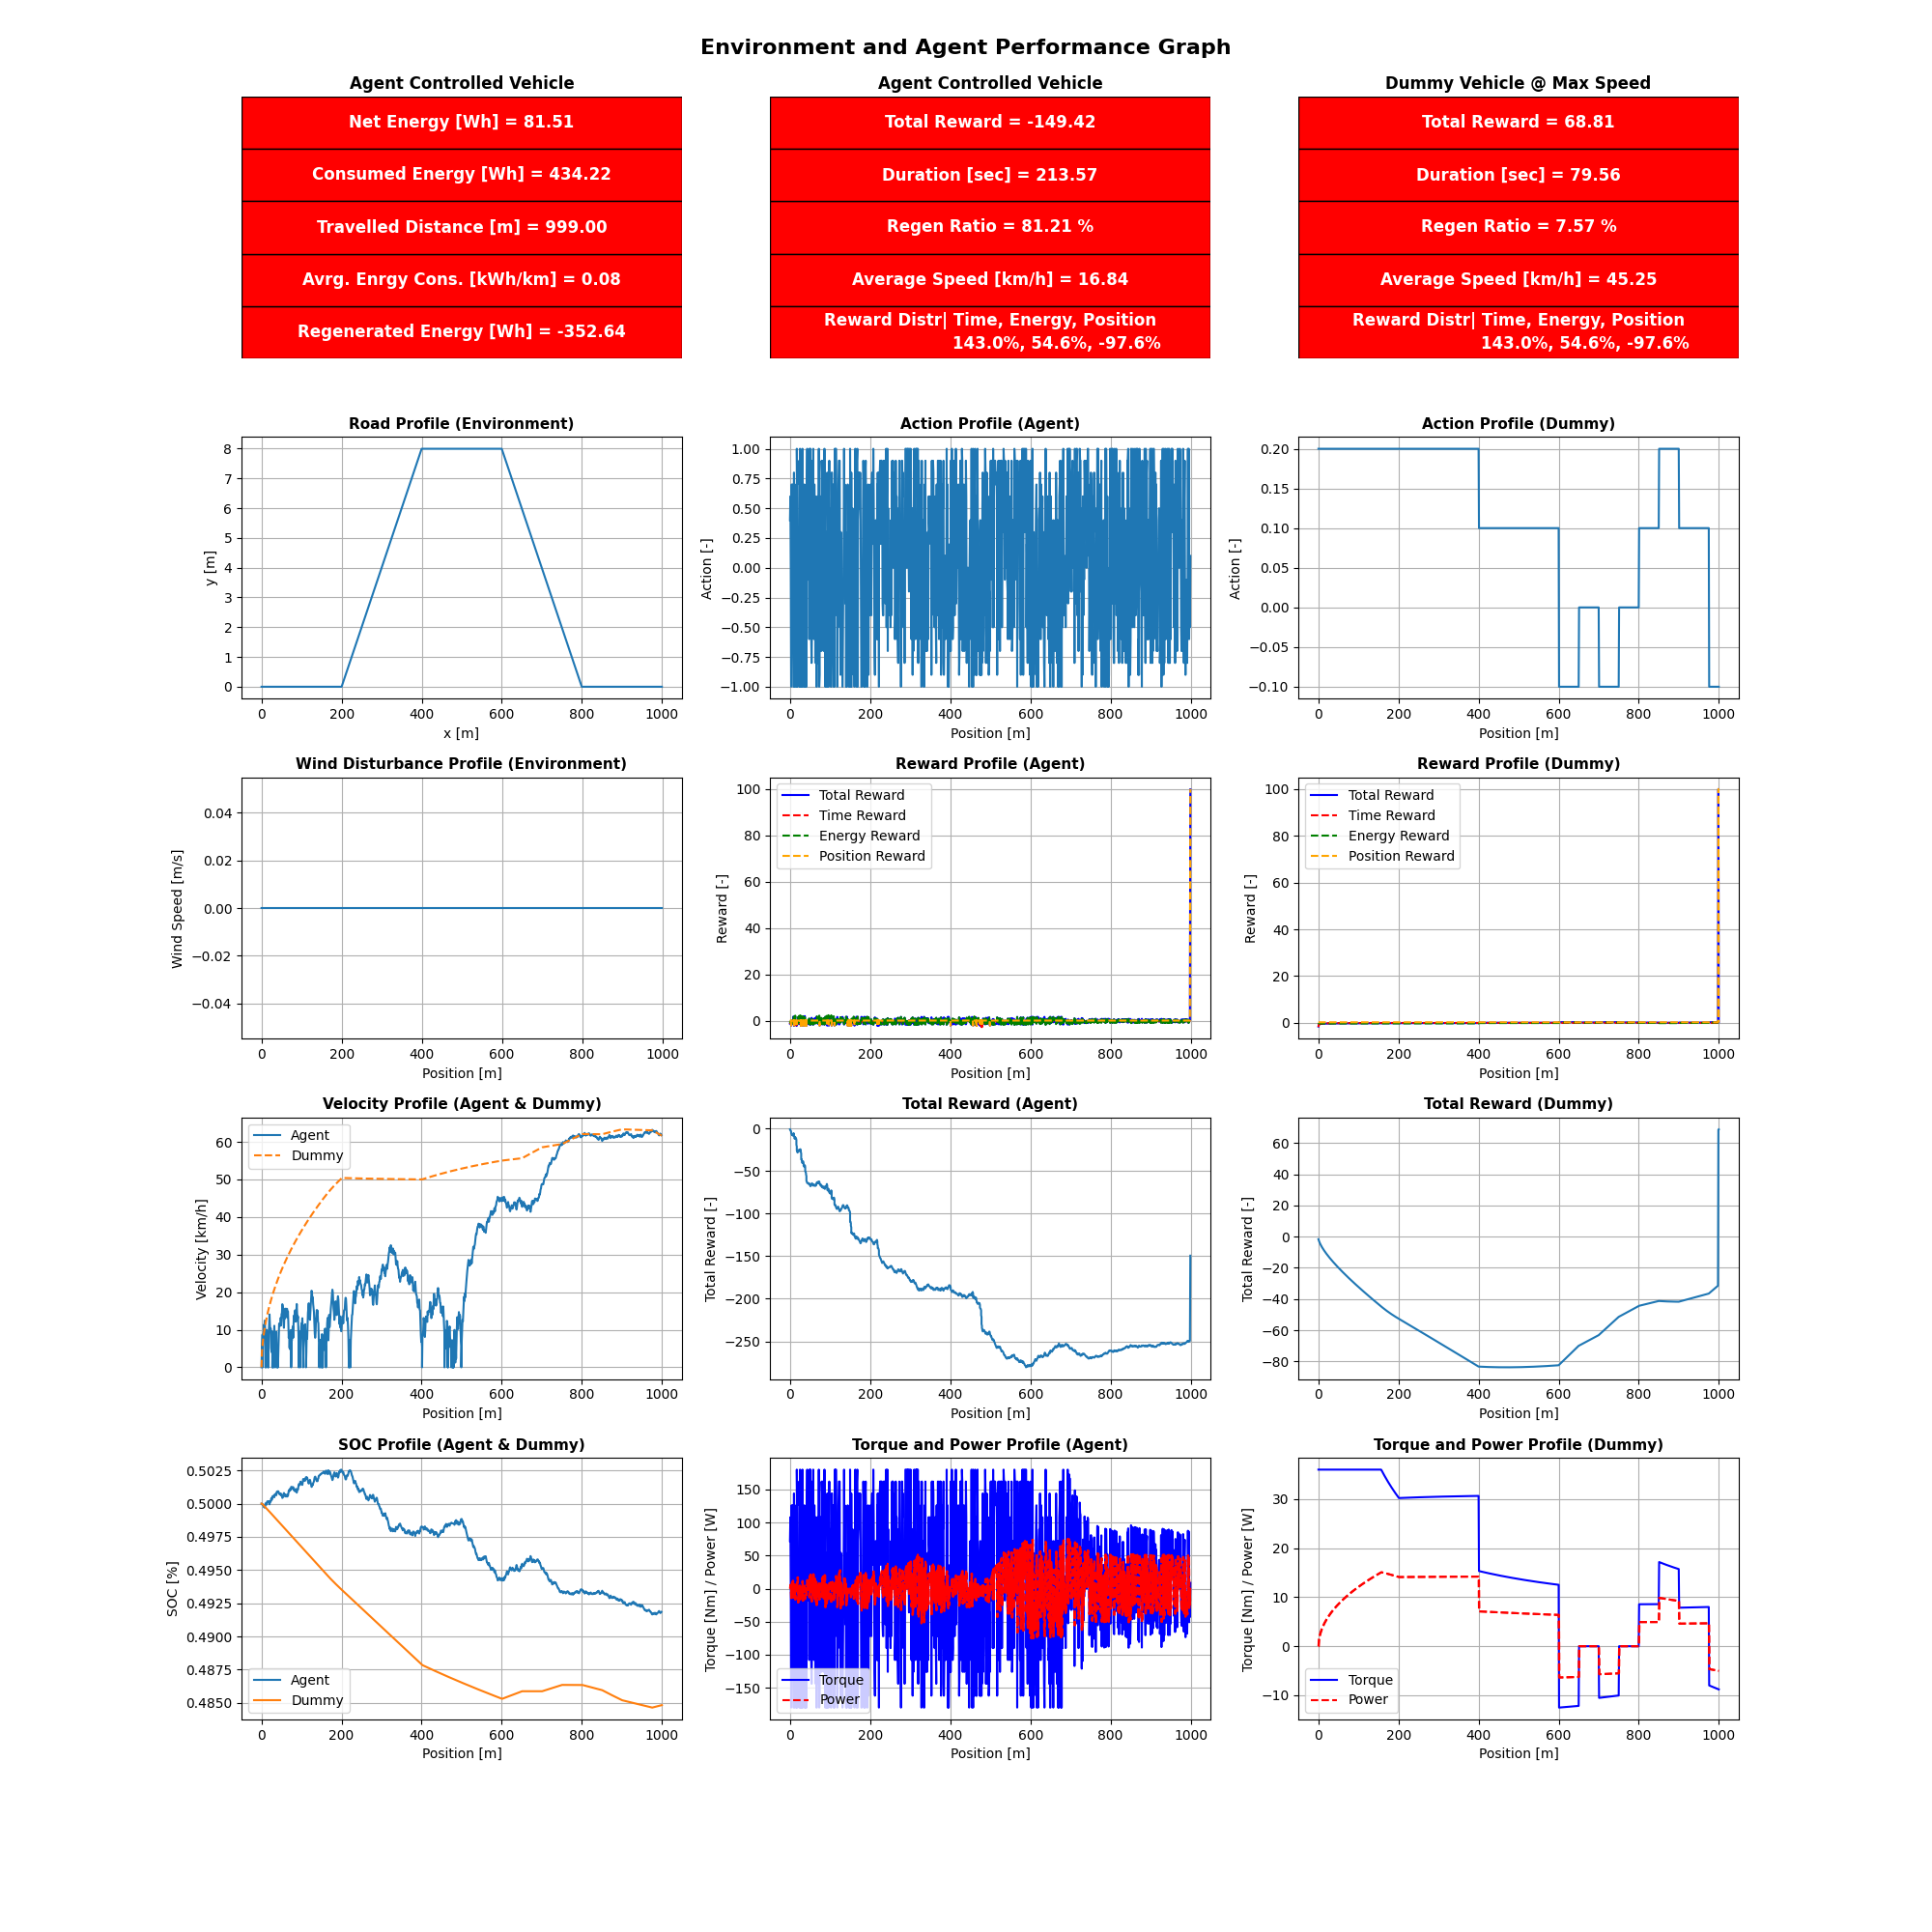 Environment and Agent Performance Graph
Agent Controlled Vehicle
Net Energy [Wh] = 81.51
Consumed Energy [Wh] = 434.22
Travelled Distance [m] = 999.00
Avrg. Enrgy Cons. [kWh/km] = 0.08
Regenerated Energy [Wh] = -352.64
Agent Controlled Vehicle
Total Reward = -149.42
Duration [sec] = 213.57
Regen Ratio = 81.21 %
Average Speed [km/h] = 16.84
Reward Distr| Time, Energy, Position
143.0%, 54.6%, -97.6%
Dummy Vehicle @ Max Speed
Total Reward = 68.81
Duration [sec] = 79.56
Regen Ratio = 7.57 %
Average Speed [km/h] = 45.25
Reward Distr| Time, Energy, Position
143.0%, 54.6%, -97.6%
Road Profile (Environment)
y [m]
8
7
6
5
4
3
2
1
0
0 200 400 600 800 1000
x [m]
Action Profile (Agent)
Action [-]
1.00
0.75
0.50
0.25
0.00
−0.25
−0.50
−0.75
−1.00
0 200 400 600 800 1000
Position [m]
Action Profile (Dummy)
Action [-]
0.20
0.15
0.10
0.05
0.00
−0.05
−0.10
0 200 400 600 800 1000
Position [m]
Wind Disturbance Profile (Environment)
Wind Speed [m/s]
0.04
0.02
0.00
−0.02
−0.04
0 200 400 600 800 1000
Position [m]
Reward Profile (Agent)
Reward [-]
100
80
60
40
20
0
Total Reward
Time Reward
Energy Reward
Position Reward
0 200 400 600 800 1000
Position [m]
Reward Profile (Dummy)
Reward [-]
100
80
60
40
20
0
Total Reward
Time Reward
Energy Reward
Position Reward
0 200 400 600 800 1000
Position [m]
Velocity Profile (Agent & Dummy)
Velocity [km/h]
60
50
40
30
20
10
0
Agent
Dummy
0 200 400 600 800 1000
Position [m]
Total Reward (Agent)
Total Reward [-]
0
−50
−100
−150
−200
−250
0 200 400 600 800 1000
Position [m]
Total Reward (Dummy)
Total Reward [-]
60
40
20
0
−20
−40
−60
−80
0 200 400 600 800 1000
Position [m]
SOC Profile (Agent & Dummy)
SOC [%]
0.5025
0.5000
0.4975
0.4950
0.4925
0.4900
0.4875
0.4850
Agent
Dummy
0 200 400 600 800 1000
Position [m]
Torque and Power Profile (Agent)
Torque [Nm] / Power [W]
150
100
50
0
−50
−100
−150
Torque
Power
0 200 400 600 800 1000
Position [m]
Torque and Power Profile (Dummy)
Torque [Nm] / Power [W]
30
20
10
0
−10
Torque
Power
0 200 400 600 800 1000
Position [m]